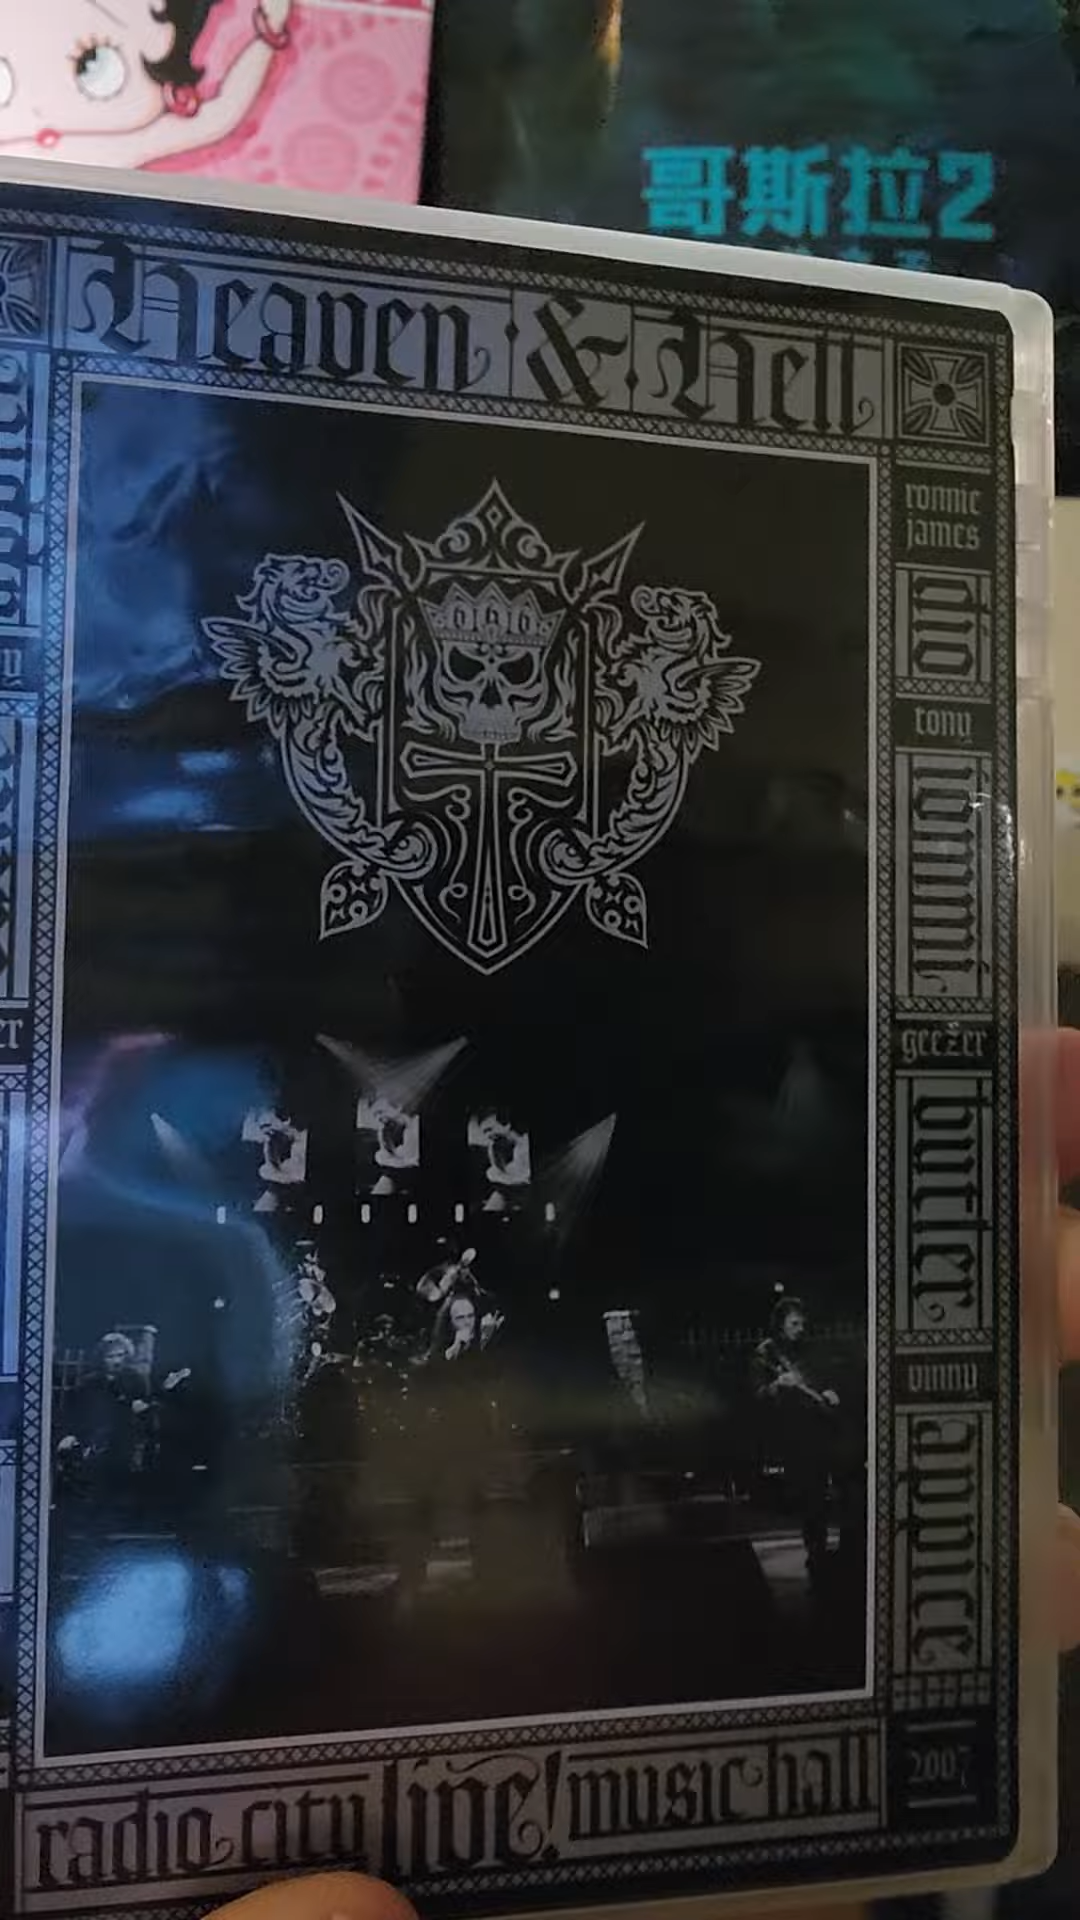 哥斯拉2
Heaven & Hell
ronnie
james
dio
tony
iommi
geezer
butler
vinny
appice
2007
radio city live! music hall
666